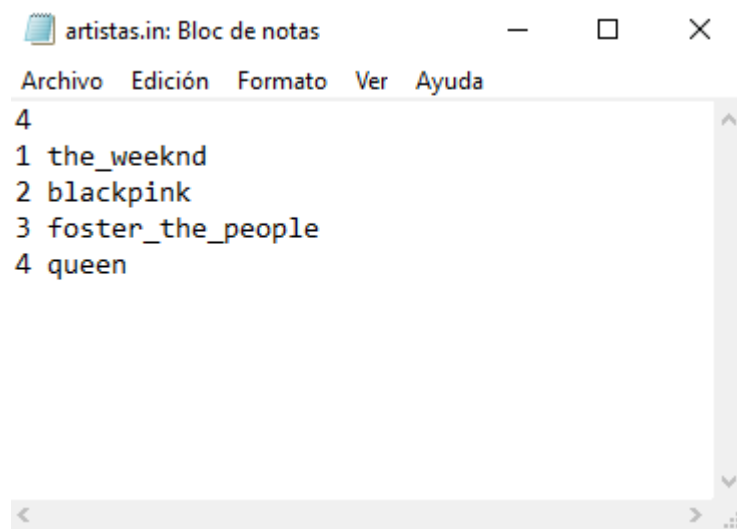 artistas.in: Bloc de notas
Archivo Edición Formato Ver Ayuda
4
1 the_weeknd
2 blackpink
3 foster_the_people
4 queen